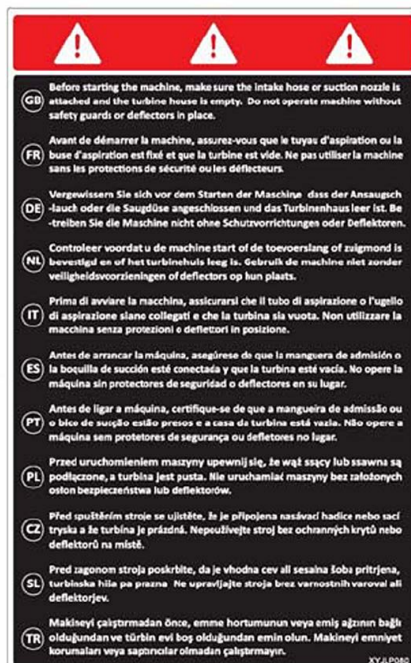 GB Before starting the machine, make sure the intake hose or suction nozzle is
attached and the turbine house is empty. Do not operate machine without
safety guards or deflectors in place.
FR Avant de démarrer la machine, assurez-vous que le tuyau d'aspiration ou la
buse d'aspiration est fixé et que la turbine est vide. Ne pas utiliser la machine
sans les protections de sécurité ou les déflecteurs.
DE Vergewissern Sie sich vor dem Starten der Maschine dass der Ansaugsch
-lauch oder die Saugdüse angeschlossen und das Turbinenhaus leer ist. Be
-treiben Sie die Maschine nicht ohne Schutzvorrichtungen oder Deflektoren.
NL Controleer voordat u de machine start of de toevoerslang of zuigmond is
bevestigd en of het turbinehuis leeg is. Gebruik de machine niet zonder
veiligheidsvoorzieningen of deflectors op hun plaats.
IT Prima di avviare la macchina, assicurarsi che il tubo di aspirazione o l'ugello
di aspirazione siano collegati e che la turbina sia vuota. Non utilizzare la
macchina senza protezioni o deflettori in posizione.
ES Antes de arrancar la máquina, asegúrese de que la manguera de admisión o
la boquilla de succión esté conectada y que la turbina esté vacía. No opere la
máquina sin protectores de seguridad o deflectores en su lugar.
PT Antes de ligar a máquina, certifique-se de que a mangueira de admissão ou
o bico de sucção estão presos e a casa da turbina está vazia. Não opere a
máquina sem protetores de segurança ou defletores no lugar.
PL Przed uruchomieniem maszyny upewnij się, że wąż ssący lub ssawna są
podłączone, a turbina jest pusta. Nie uruchamiać maszyny bez założonych
osłon bezpieczeństwa lub deflektorów.
CZ Před spuštěním stroje se ujistěte, že je připojena nasávací hadice nebo sací
tryska a že turbína je prázdná. Nepoužívejte stroj bez ochranných krytů nebo
deflektorů na místě.
SL Pred zagonom stroja poskrbite, da je vhodna cev ali sesalna šoba pritrjena,
turbinska hila pa prazna Ne upravljajte stroja brez varnostnih varoval ali
deflektorjev.
TR Makineyi çalıştırmadan önce, emme hortumunun veya emiş ağzının bağlı
olduğundan ve türbin evi boş olduğundan emin olun. Makineyi emniyet
korumaları veya saptırıcılar olmadan çalıştırmayın.
XYJLP080